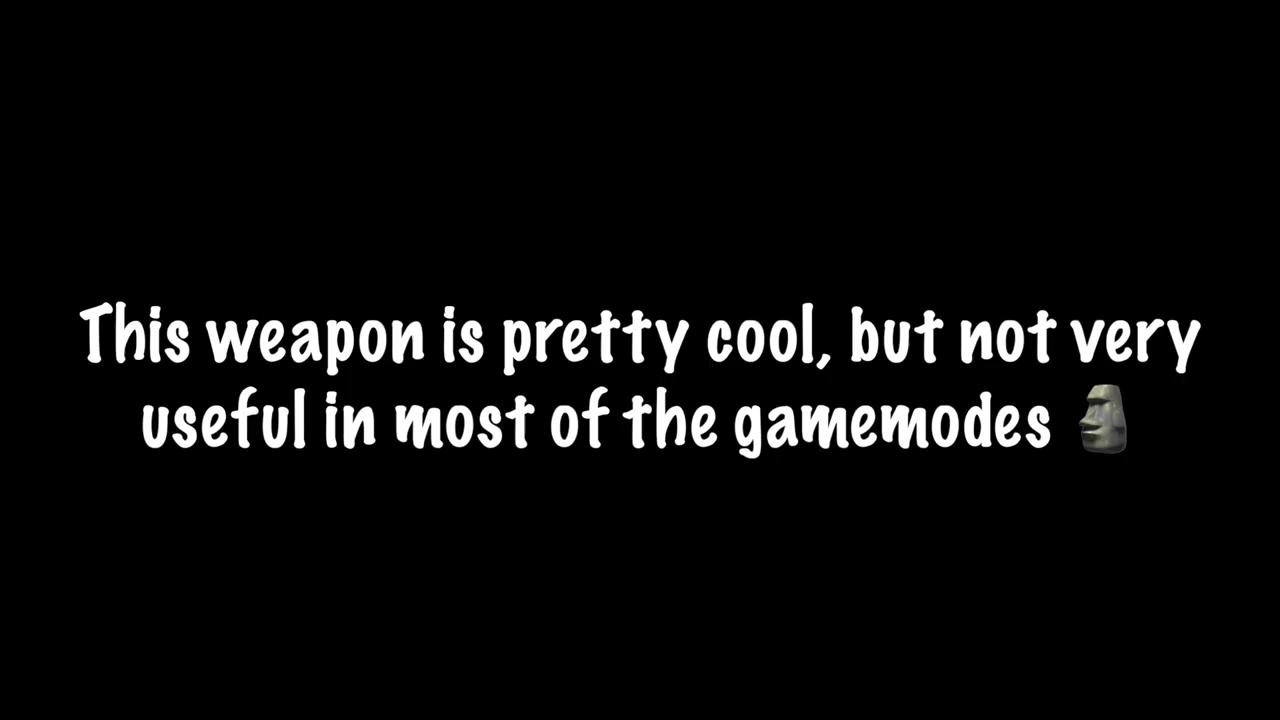 This weapon is pretty cool, but not very
useful in most of the gamemodes 🗿